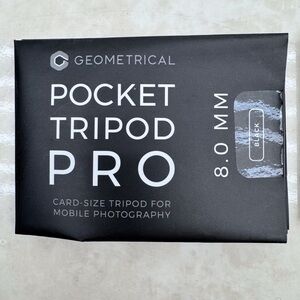 GEOMETRICAL
POCKET
TRIPOD
PRO
CARD-SIZE TRIPOD FOR
MOBILE PHOTOGRAPHY
8.0 MM
BLACK